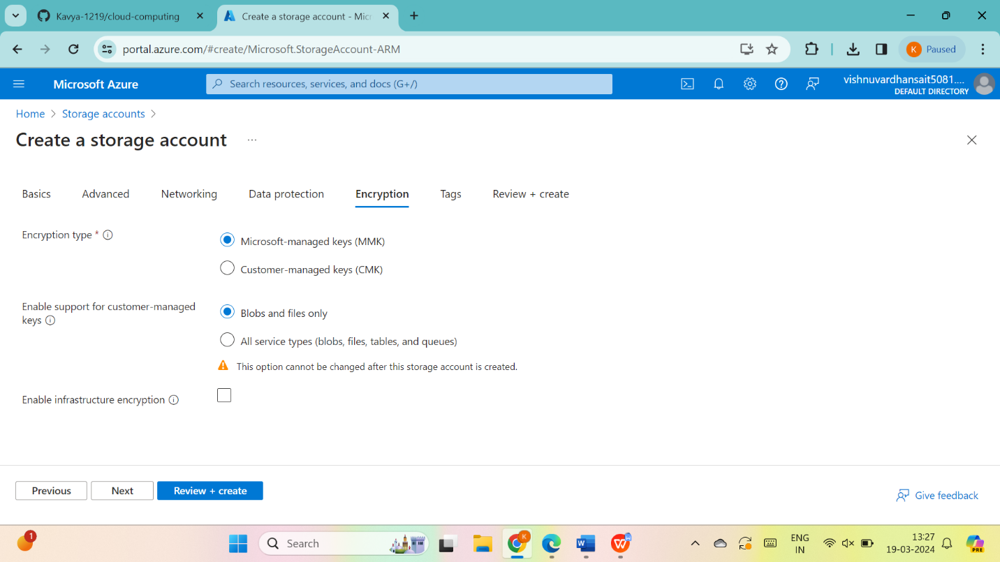 Kavya-1219/cloud-computing
Create a storage account - Micr
portal.azure.com/#create/Microsoft.StorageAccount-ARM
K Paused
Microsoft Azure
Search resources, services, and docs (G+/)
vishnuvardhansait5081....
DEFAULT DIRECTORY
Home > Storage accounts >
Create a storage account ...
Basics Advanced Networking Data protection Encryption Tags Review + create
Encryption type *
Microsoft-managed keys (MMK)
Customer-managed keys (CMK)
Enable support for customer-managed
keys
Blobs and files only
All service types (blobs, files, tables, and queues)
This option cannot be changed after this storage account is created.
Enable infrastructure encryption
Previous Next Review + create
Give feedback
1
Search
K
W
W
ENG
IN
13:27
19-03-2024
PRE